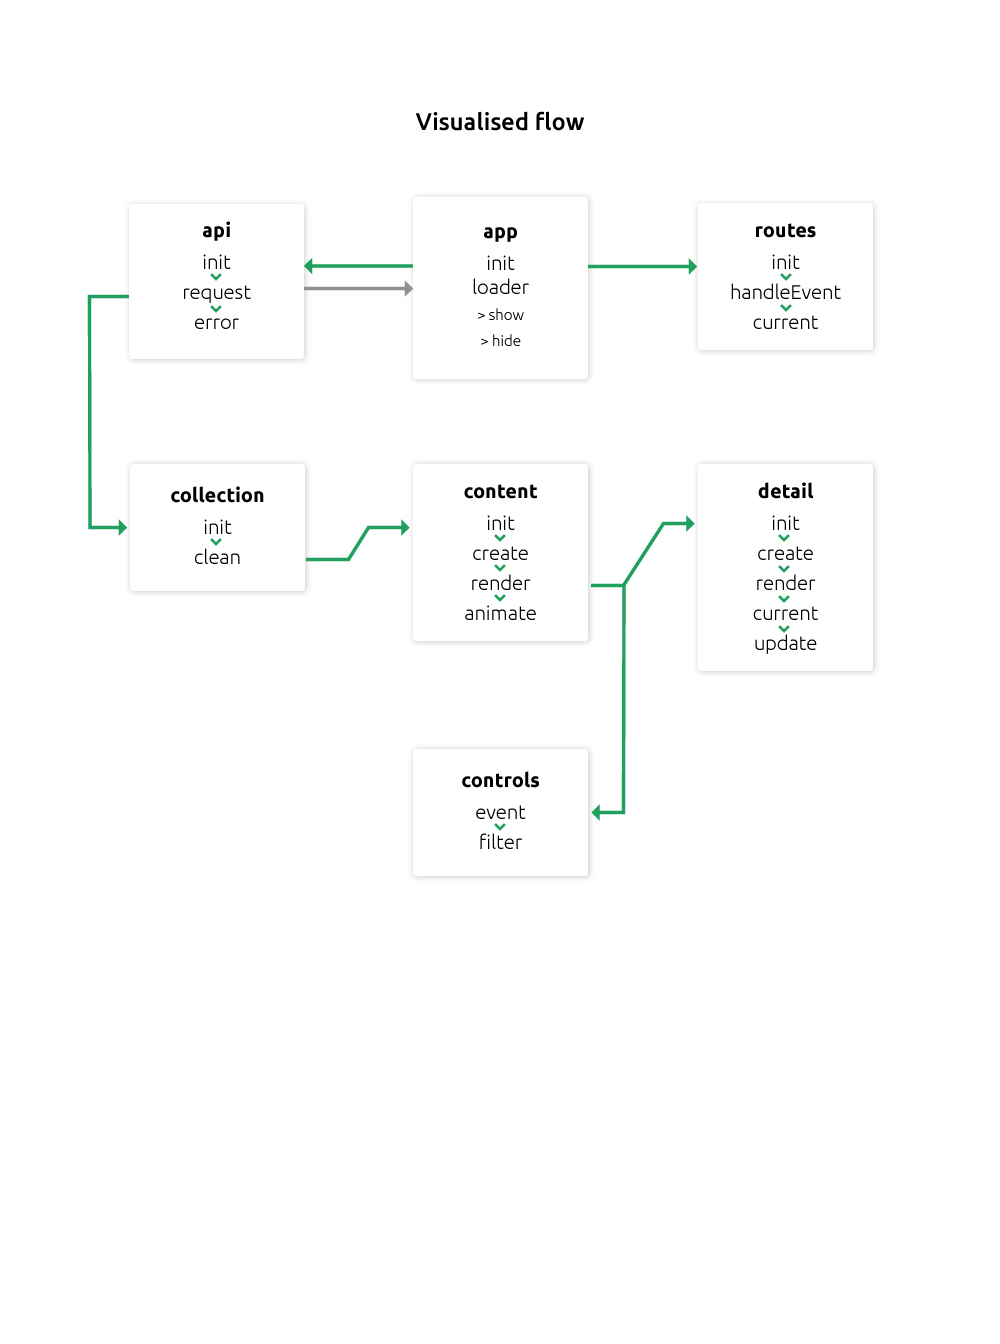 Visualised flow
api
init
request
error
app
init
loader
> show
> hide
routes
init
handleEvent
current
collection
init
clean
content
init
create
render
animate
detail
init
create
render
current
update
controls
event
filter